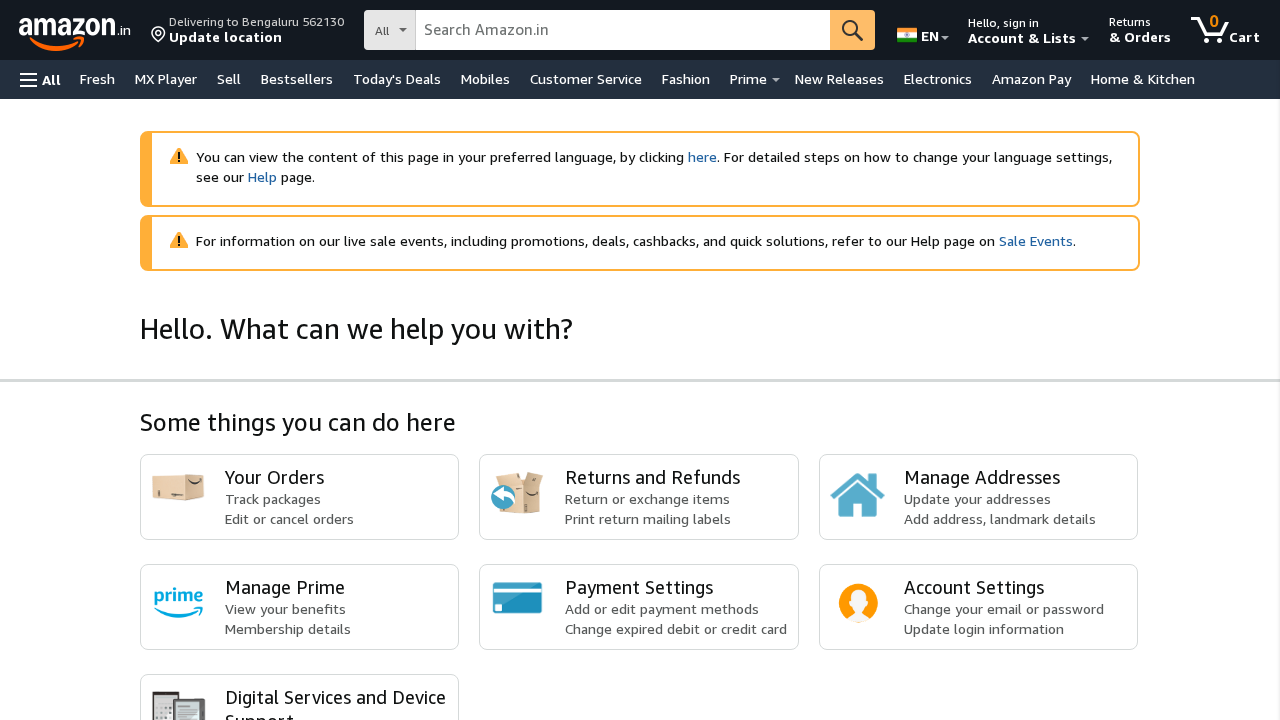 amazon.in
Delivering to Bengaluru 562130
Update location
All
Search Amazon.in
EN
Hello, sign in
Account & Lists
Returns
& Orders
0
Cart
All Fresh MX Player Sell Bestsellers Today's Deals Mobiles Customer Service Fashion Prime New Releases Electronics Amazon Pay Home & Kitchen
You can view the content of this page in your preferred language, by clicking here. For detailed steps on how to change your language settings,
see our Help page.
For information on our live sale events, including promotions, deals, cashbacks, and quick solutions, refer to our Help page on Sale Events.
Hello. What can we help you with?
Some things you can do here
Your Orders
Track packages
Edit or cancel orders
Returns and Refunds
Return or exchange items
Print return mailing labels
Manage Addresses
Update your addresses
Add address, landmark details
prime
Manage Prime
View your benefits
Membership details
Payment Settings
Add or edit payment methods
Change expired debit or credit card
Account Settings
Change your email or password
Update login information
Digital Services and Device
Support